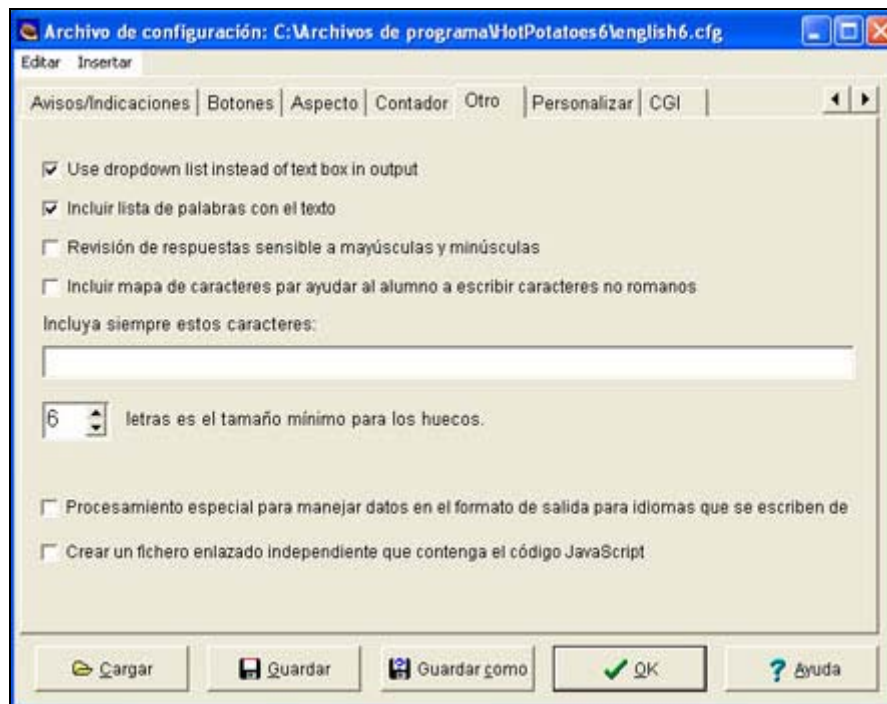 Archivo de configuración: C:\Archivos de programa\HotPotatoes6\english6.cfg
Editar Insertar
Avisos/Indicaciones Botones Aspecto Contador Otro Personalizar CGI
Use dropdown list instead of text box in output
Incluir lista de palabras con el texto
Revisión de respuestas sensible a mayúsculas y minúsculas
Incluir mapa de caracteres par ayudar al alumno a escribir caracteres no romanos
Incluya siempre estos caracteres:
6 letras es el tamaño mínimo para los huecos.
Procesamiento especial para manejar datos en el formato de salida para idiomas que se escriben de
Crear un fichero enlazado independiente que contenga el código JavaScript
Cargar Guardar Guardar como OK Ayuda